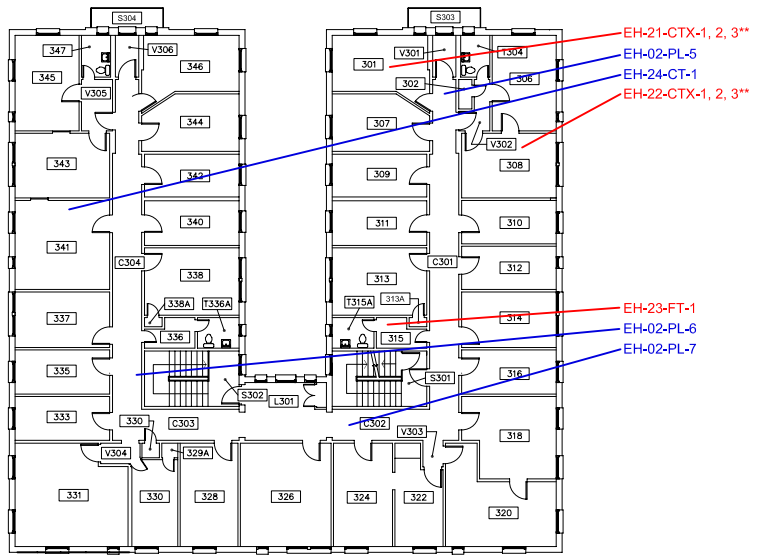 S304
S303
347
V306
V301
T304
EH-21-CTX-1, 2, 3**
345
346
301
306
EH-02-PL-5
V305
302
EH-24-CT-1
EH-22-CTX-1, 2, 3**
344
307
V302
343
342
309
308
341
340
311
310
C304
338
313
C301
312
338A
T336A
T315A
313A
EH-23-FT-1
337
336
315
314
EH-02-PL-6
335
S302
S301
316
EH-02-PL-7
L301
333
330
C303
C302
V303
318
V304
329A
331
330
328
326
324
322
320